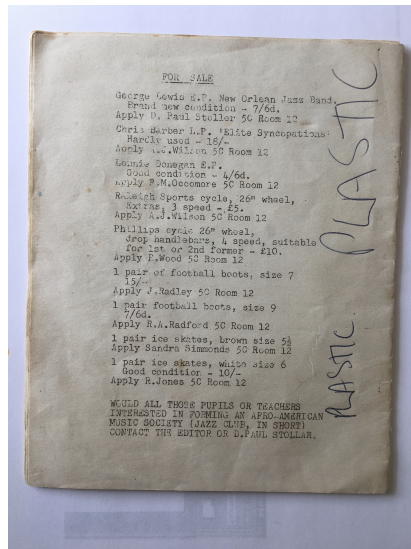 FOR SALE
George Lewis E.P. New Orlean Jazz Band.
Brand new condition - 7/6d.
Apply D. Paul Stoller 5C Room 12
Chris Barber L.P. 'Elite Syncopations'
Hardly used - 18/-
Apply Wilson 5C Room 12
Lonnie Donegan E.P.
Good condition - 4/6d.
Apply P.M.Occomore 5C Room 12
Raleigh Sports cycle, 26" wheel,
Extras, 3 speed - £5.
Apply A.J.Wilson 5C Room 12
Phillips cycle 26" wheel,
Drop handlebars, 4 speed, suitable
for 1st or 2nd former - £10.
Apply P.Wood 5C Room 12
1 pair of football boots, size 7
15/-
Apply J.Radley 5C Room 12
1 pair football boots, size 9
7/6d.
Apply R.A.Radford 5C Room 12
1 pair ice skates, brown size 5½
Apply Sandra Simmonds 5C Room 12
1 pair ice skates, white size 6
Good condition - 10/-
Apply R.Jones 5C Room 12
WOULD ALL THOSE PUPILS OR TEACHERS
INTERESTED IN FORMING AN AFRO-AMERICAN
MUSIC SOCIETY (JAZZ CLUB, IN SHORT)
CONTACT THE EDITOR OR D.PAUL STOLLAR.
PLASTIC. PLASTIC